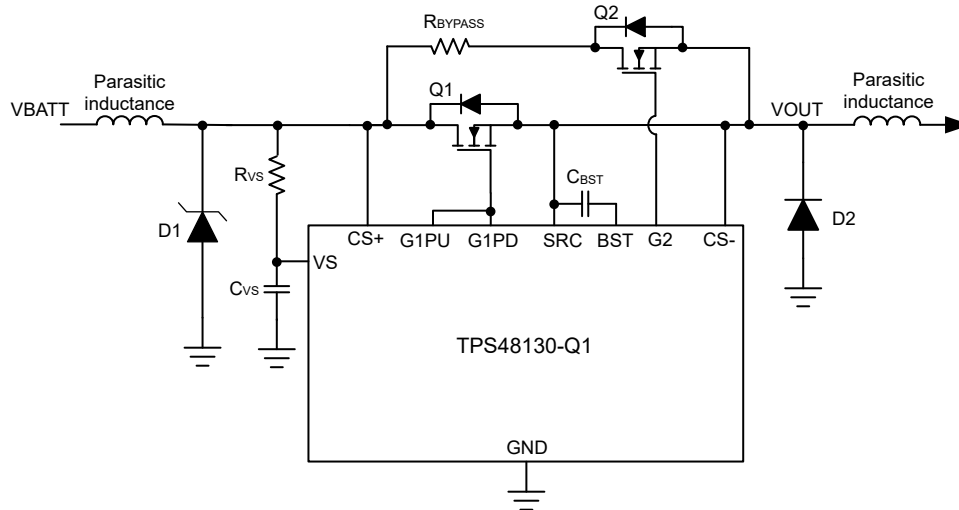 Q2
RBYPASS
Parasitic
inductance
Q1
Parasitic
inductance
VBATT
VOUT
RVS
CBST
D1
D2
CS+
G1PU
G1PD
SRC
BST
G2
CS-
VS
CVS
TPS48130-Q1
GND